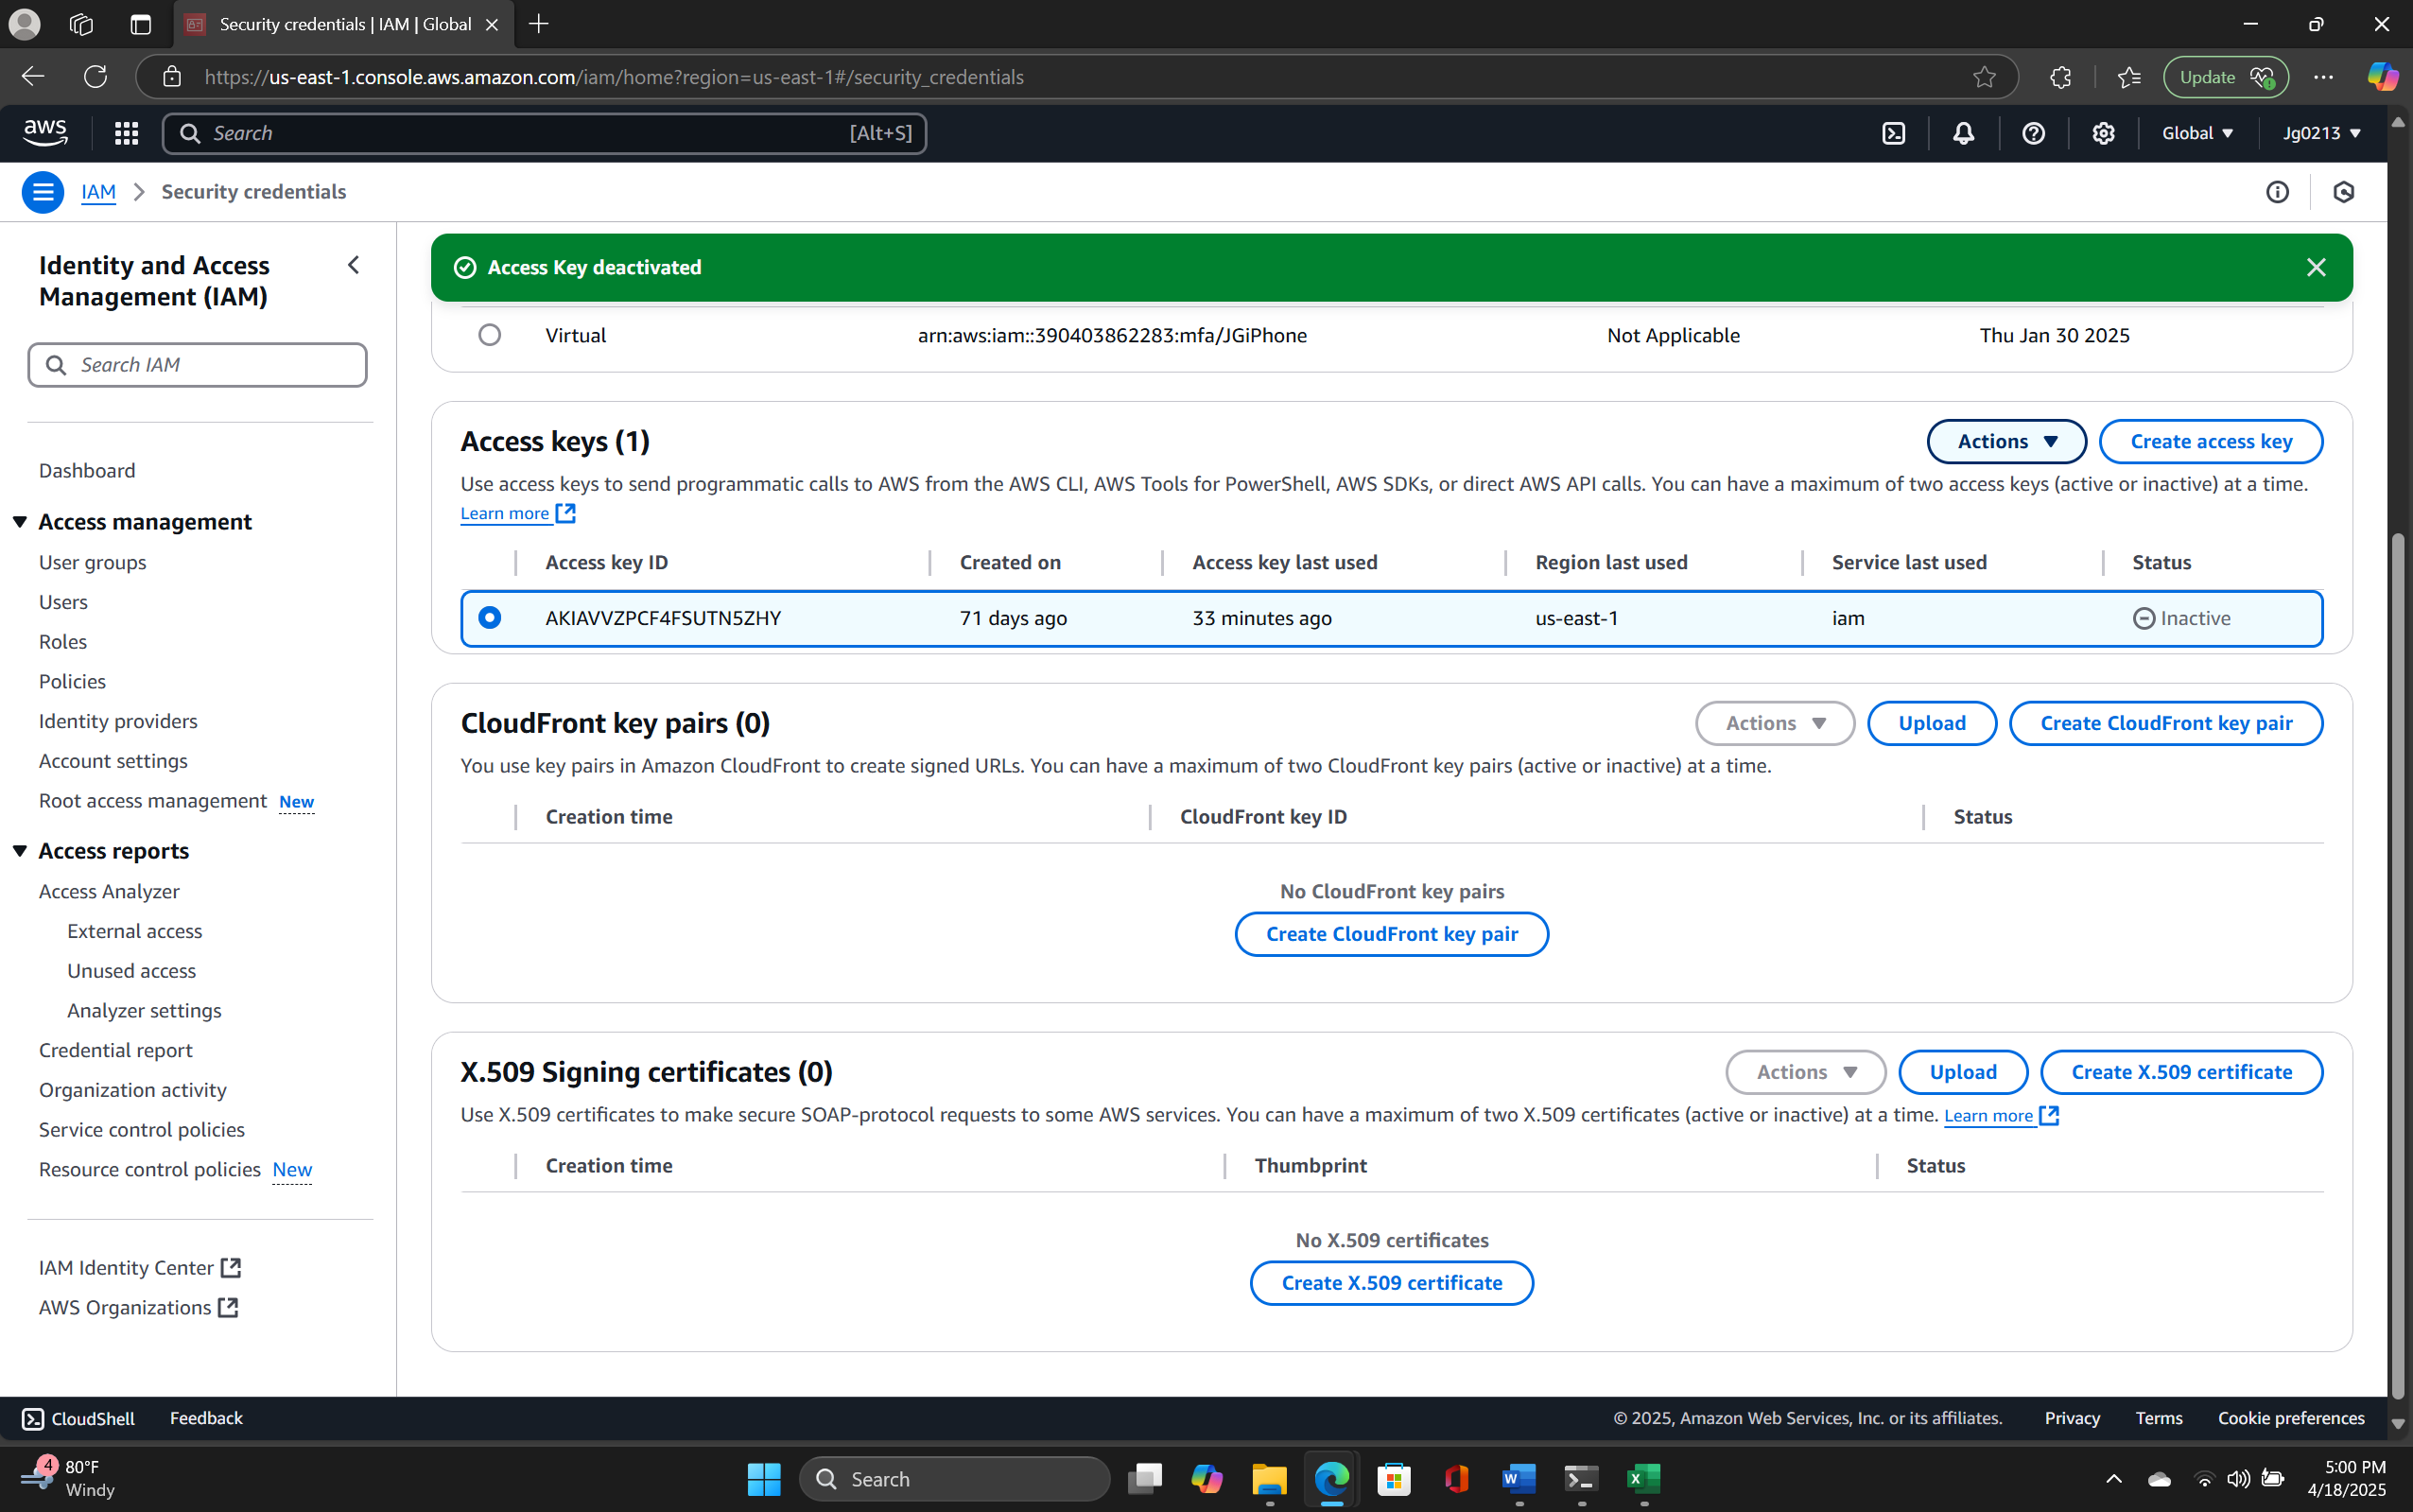 Security credentials | IAM | Global
https://us-east-1.console.aws.amazon.com/iam/home?region=us-east-1#/security_credentials
Update
aws
Search
[Alt+S]
Global
Jg0213
IAM
Security credentials
Identity and Access
Management (IAM)
Search IAM
Dashboard
Access management
User groups
Users
Roles
Policies
Identity providers
Account settings
Root access management New
Access reports
Access Analyzer
External access
Unused access
Analyzer settings
Credential report
Organization activity
Service control policies
Resource control policies New
IAM Identity Center
AWS Organizations
Access Key deactivated
Virtual arn:aws:iam::390403862283:mfa/JGiPhone Not Applicable Thu Jan 30 2025
Access keys (1)
Actions
Create access key
Use access keys to send programmatic calls to AWS from the AWS CLI, AWS Tools for PowerShell, AWS SDKs, or direct AWS API calls. You can have a maximum of two access keys (active or inactive) at a time.
Learn more
Access key ID Created on Access key last used Region last used Service last used Status
AKIAVVZPCF4FSUTN5ZHY 71 days ago 33 minutes ago us-east-1 iam Inactive
CloudFront key pairs (0)
Actions
Upload
Create CloudFront key pair
You use key pairs in Amazon CloudFront to create signed URLs. You can have a maximum of two CloudFront key pairs (active or inactive) at a time.
Creation time CloudFront key ID Status
No CloudFront key pairs
Create CloudFront key pair
X.509 Signing certificates (0)
Actions
Upload
Create X.509 certificate
Use X.509 certificates to make secure SOAP-protocol requests to some AWS services. You can have a maximum of two X.509 certificates (active or inactive) at a time. Learn more
Creation time Thumbprint Status
No X.509 certificates
Create X.509 certificate
CloudShell
Feedback
© 2025, Amazon Web Services, Inc. or its affiliates.
Privacy
Terms
Cookie preferences
4
80°F
Windy
Search
5:00 PM
4/18/2025